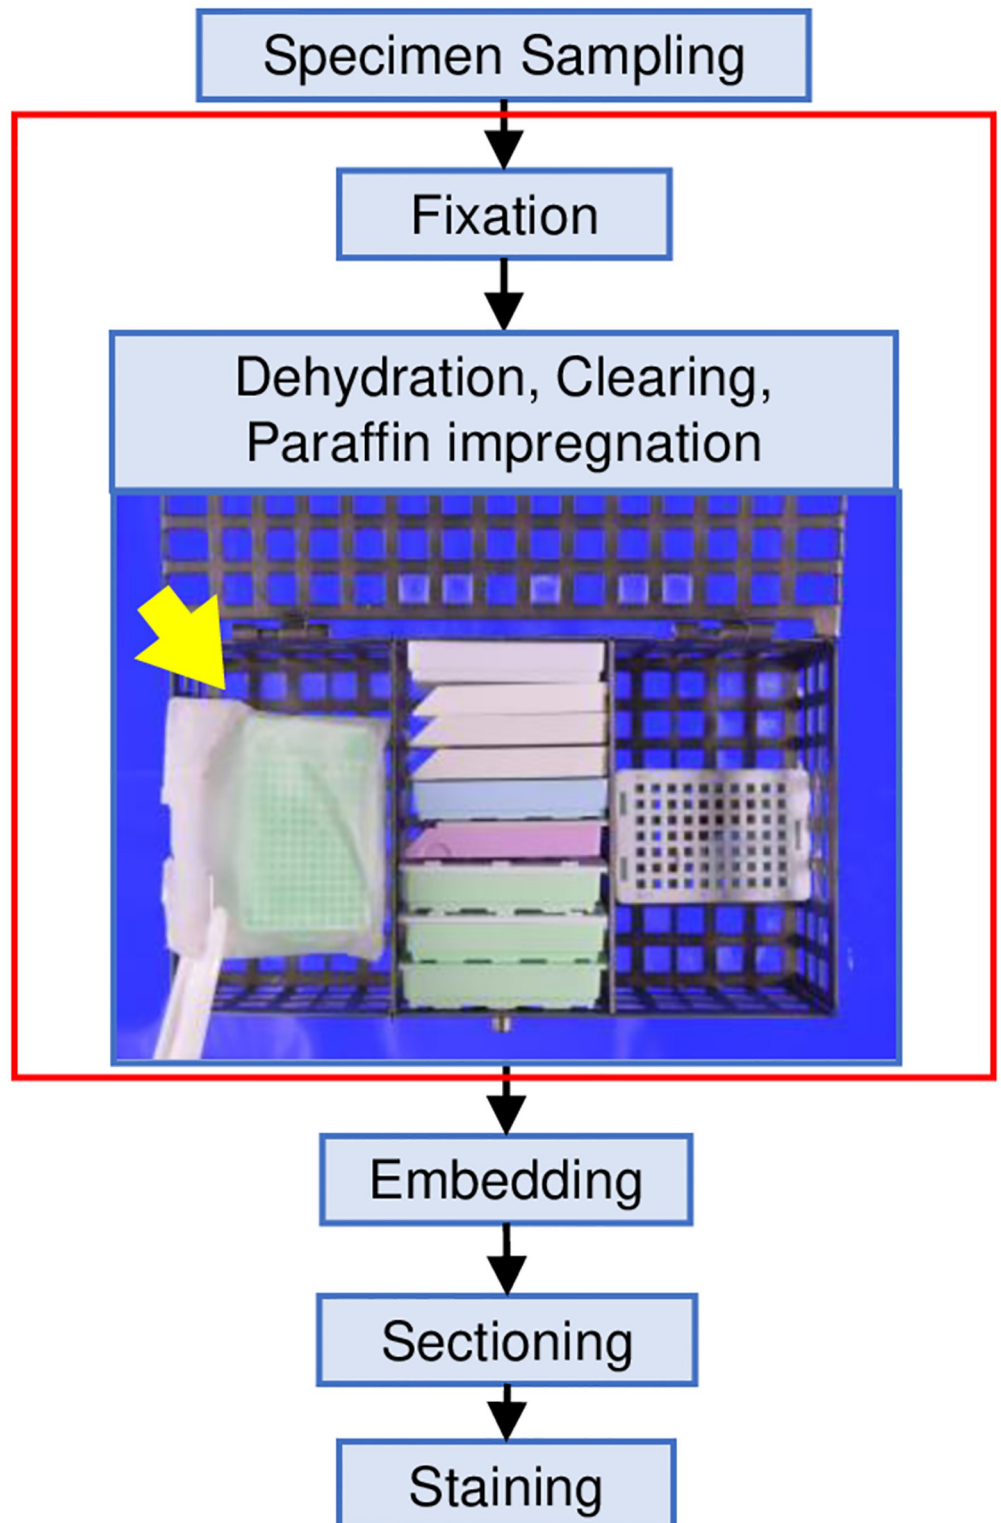 Specimen Sampling
Fixation
Dehydration, Clearing,
Paraffin impregnation
Embedding
Sectioning
Staining